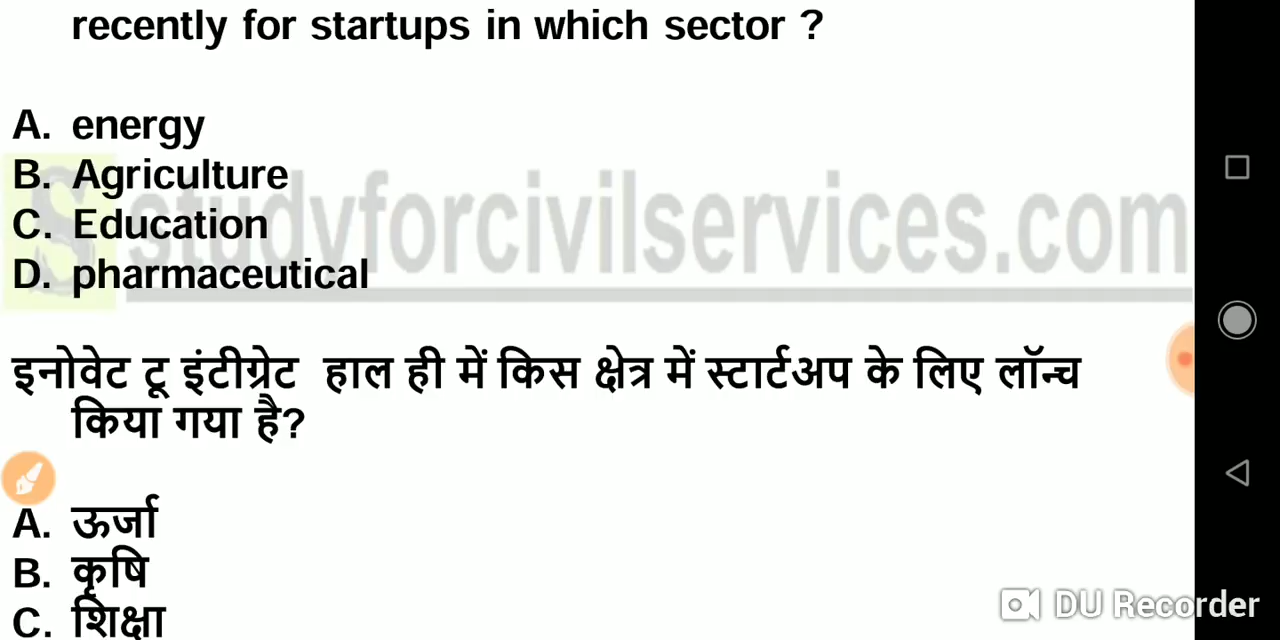 recently for startups in which sector ?
A. energy
B. Agriculture
C. Education
D. pharmaceutical
studyforcivilservices.com
इनोवेट टू इंटीग्रेट हाल ही में किस क्षेत्र में स्टार्टअप के लिए लॉन्च
किया गया है?
A. ऊर्जा
B. कृषि
C. शिक्षा
DU Recorder